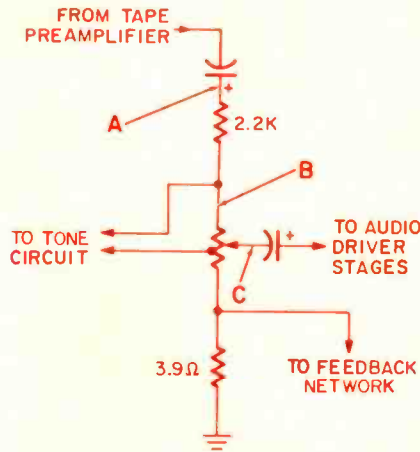 FROM TAPE
PREAMPLIFIER
+
A
2.2K
B
TO TONE
CIRCUIT
+
TO AUDIO
DRIVER
STAGES
C
3.9Ω
TO FEEDBACK
NETWORK